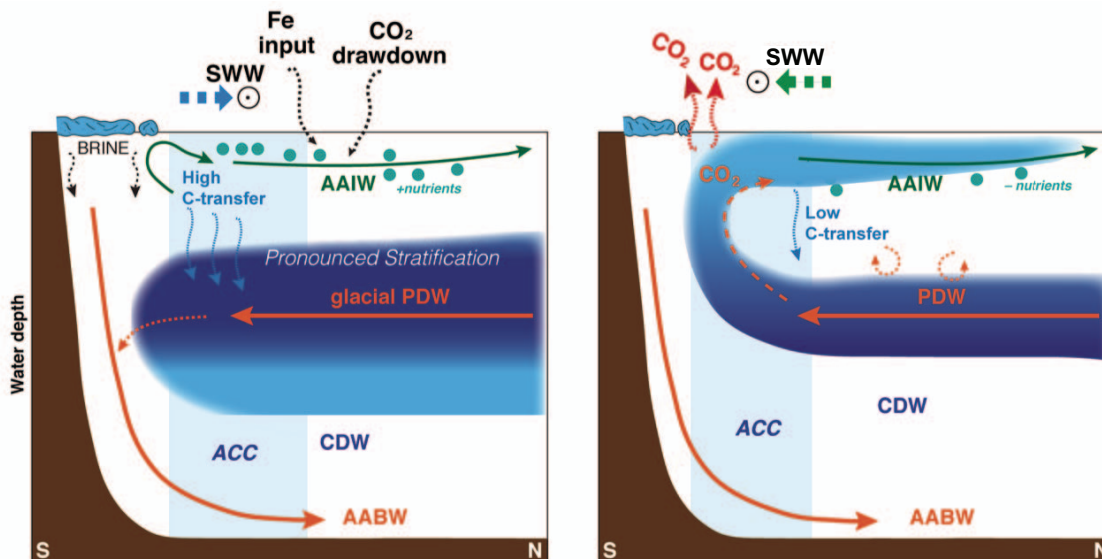 Fe
input
CO₂
drawdown
SWW
BRINE
AAIW
+nutrients
High
C-transfer
Pronounced Stratification
glacial PDW
Water depth
ACC
CDW
AABW
S
N
CO₂
CO₂
SWW
CO₂
AAIW
– nutrients
Low
C-transfer
PDW
CDW
ACC
AABW
S
N